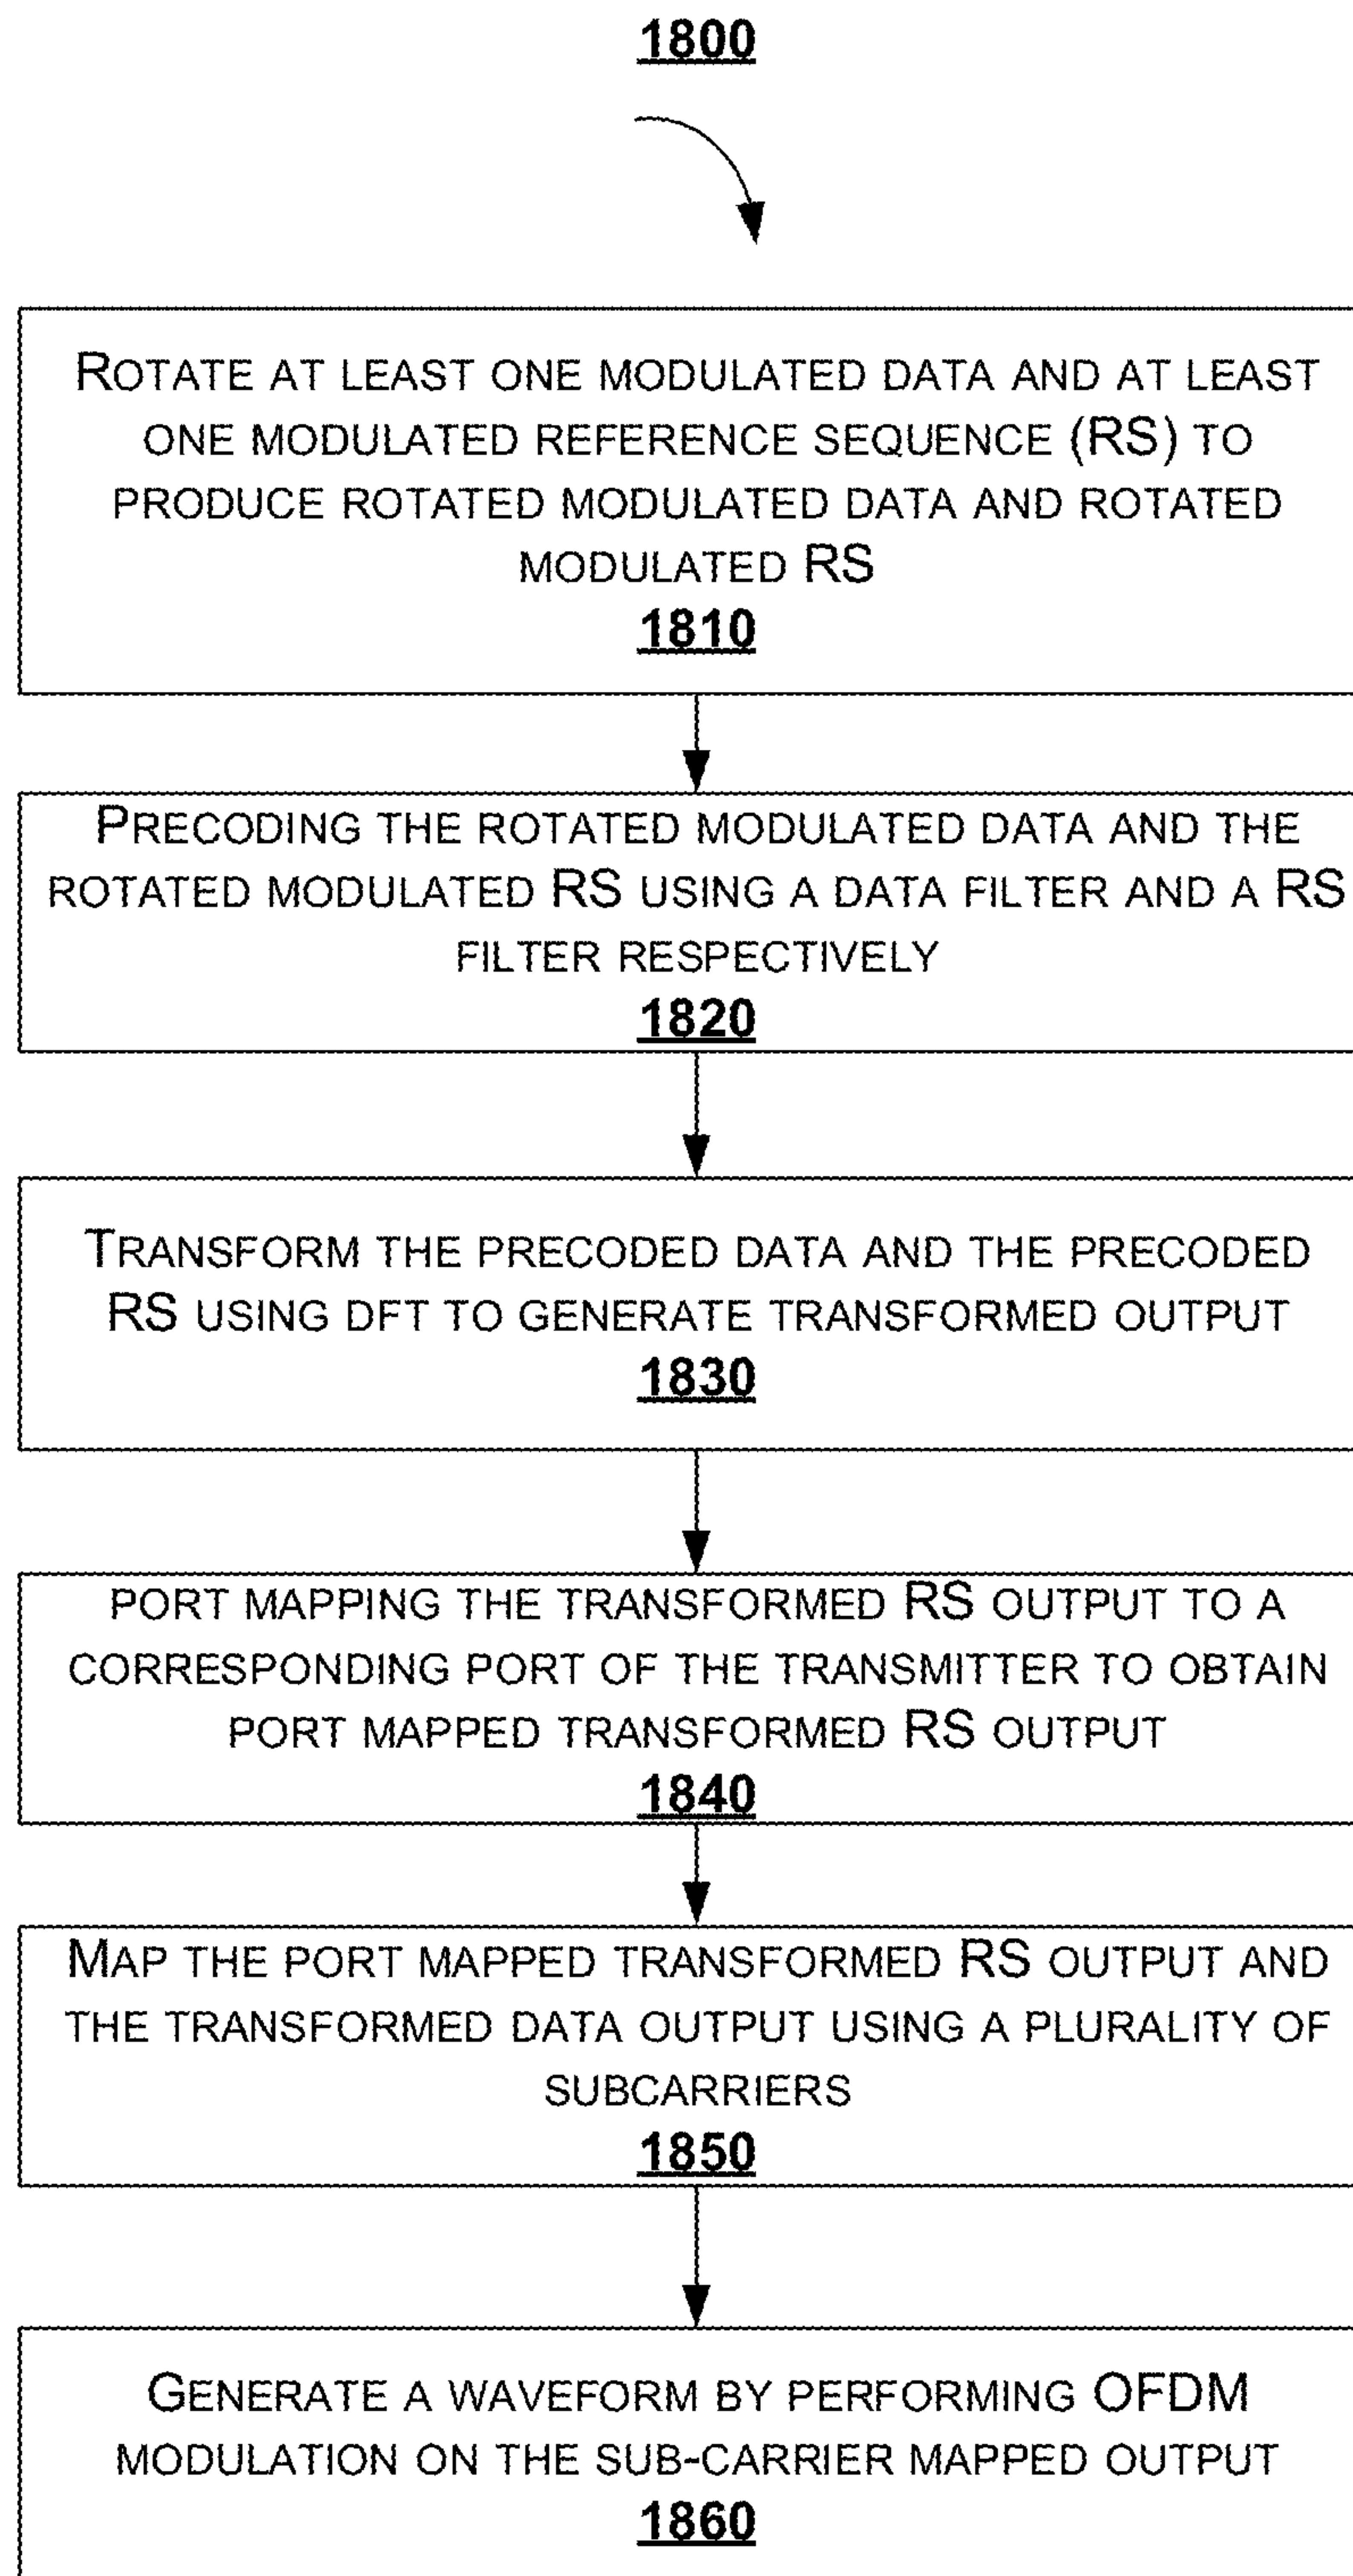 1800
ROTATE AT LEAST ONE MODULATED DATA AND AT LEAST
ONE MODULATED REFERENCE SEQUENCE (RS) TO
PRODUCE ROTATED MODULATED DATA AND ROTATED
MODULATED RS
1810
PRECODING THE ROTATED MODULATED DATA AND THE
ROTATED MODULATED RS USING A DATA FILTER AND A RS
FILTER RESPECTIVELY
1820
TRANSFORM THE PRECODED DATA AND THE PRECODED
RS USING DFT TO GENERATE TRANSFORMED OUTPUT
1830
PORT MAPPING THE TRANSFORMED RS OUTPUT TO A
CORRESPONDING PORT OF THE TRANSMITTER TO OBTAIN
PORT MAPPED TRANSFORMED RS OUTPUT
1840
MAP THE PORT MAPPED TRANSFORMED RS OUTPUT AND
THE TRANSFORMED DATA OUTPUT USING A PLURALITY OF
SUBCARRIERS
1850
GENERATE A WAVEFORM BY PERFORMING OFDM
MODULATION ON THE SUB-CARRIER MAPPED OUTPUT
1860